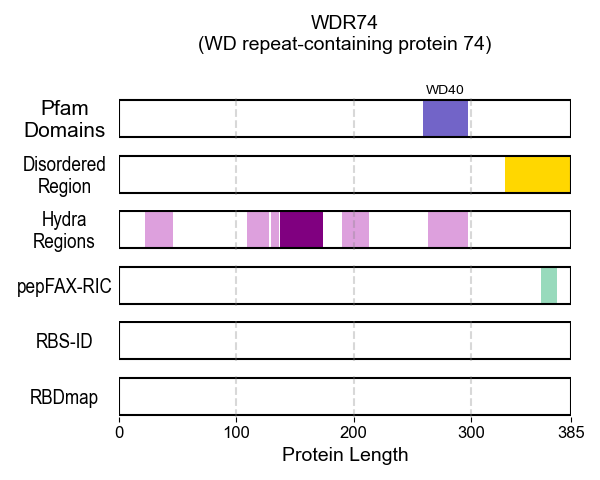 WDR74
(WD repeat-containing protein 74)
WD40
Pfam
Domains
Disordered
Region
Hydra
Regions
pepFAX-RIC
RBS-ID
RBDmap
0 100 200 300 385
Protein Length